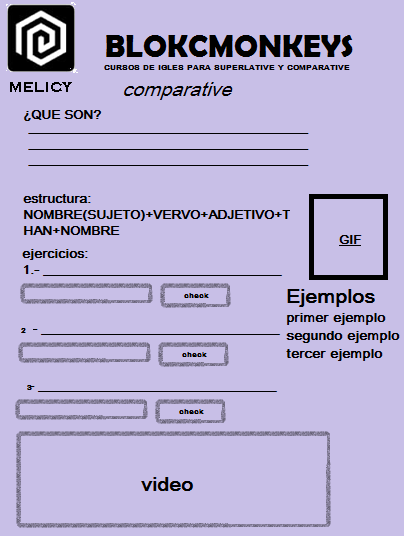 BLOKCMONKEYS
CURSOS DE IGLES PARA SUPERLATIVE Y COMPARATIVE
MELICY
comparative
¿QUE SON?
estructura:
NOMBRE(SUJETO)+VERVO+ADJETIVO+T
HAN+NOMBRE
GIF
ejercicios:
1.-
check
Ejemplos
primer ejemplo
segundo ejemplo
tercer ejemplo
2 -
check
3-
check
video